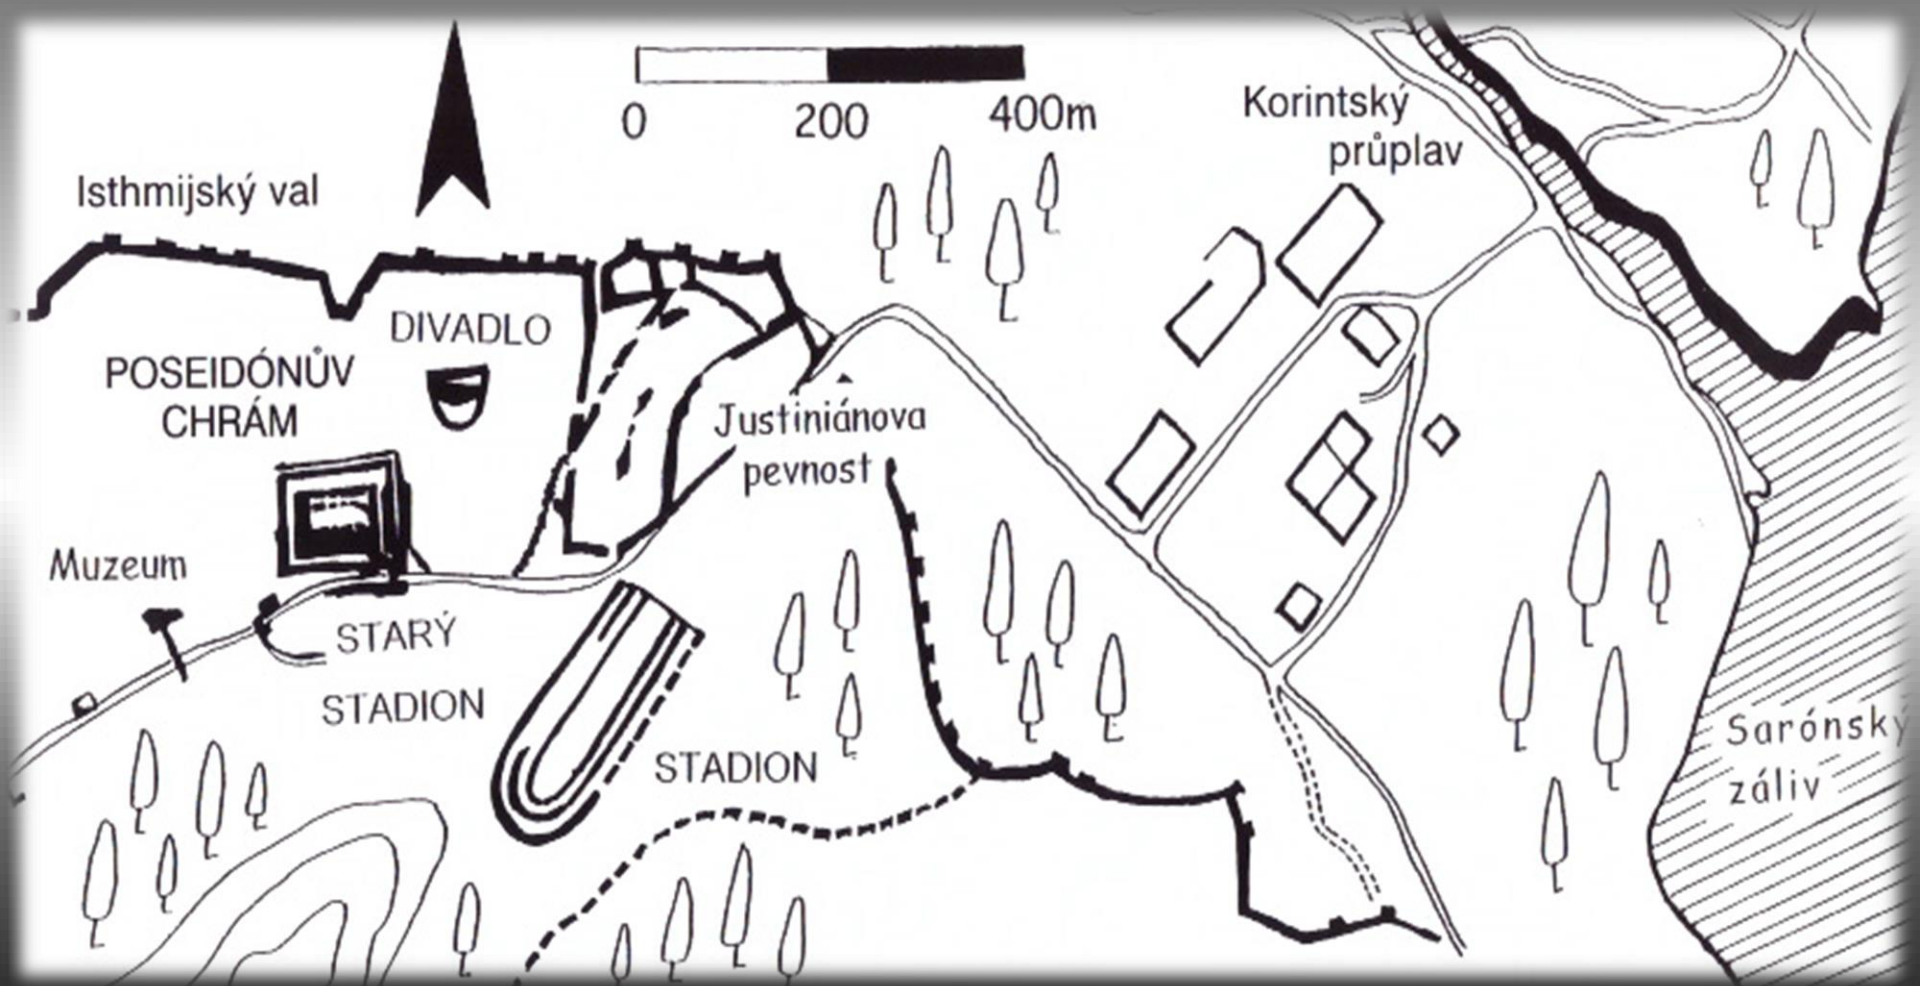 0 200 400m
Korintský
průplav
Isthmijský val
DIVADLO
POSEIDÓNŮV
CHRÁM
Justiniánova
pevnost
Muzeum
STARÝ
STADION
STADION
Sarónský
záliv